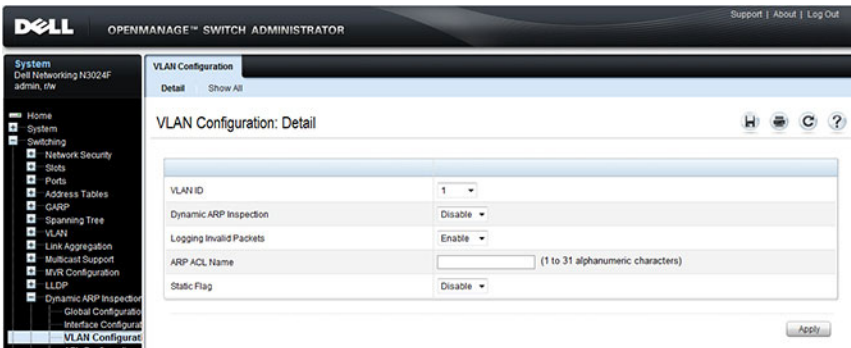 Support | About | Log Out
DELL OPENMANAGE™ SWITCH ADMINISTRATOR
System
Dell Networking N3024F
admin, r/w
Home
System
Switching
Network Security
Slots
Ports
Address Tables
GARP
Spanning Tree
VLAN
Link Aggregation
Multicast Support
MVR Configuration
LLDP
Dynamic ARP Inspection
Global Configuratio
Interface Configurat
VLAN Configurati
VLAN Configuration
Detail Show All
VLAN Configuration: Detail
VLAN ID 1
Dynamic ARP Inspection Disable
Logging Invalid Packets Enable
ARP ACL Name (1 to 31 alphanumeric characters)
Static Flag Disable
Apply